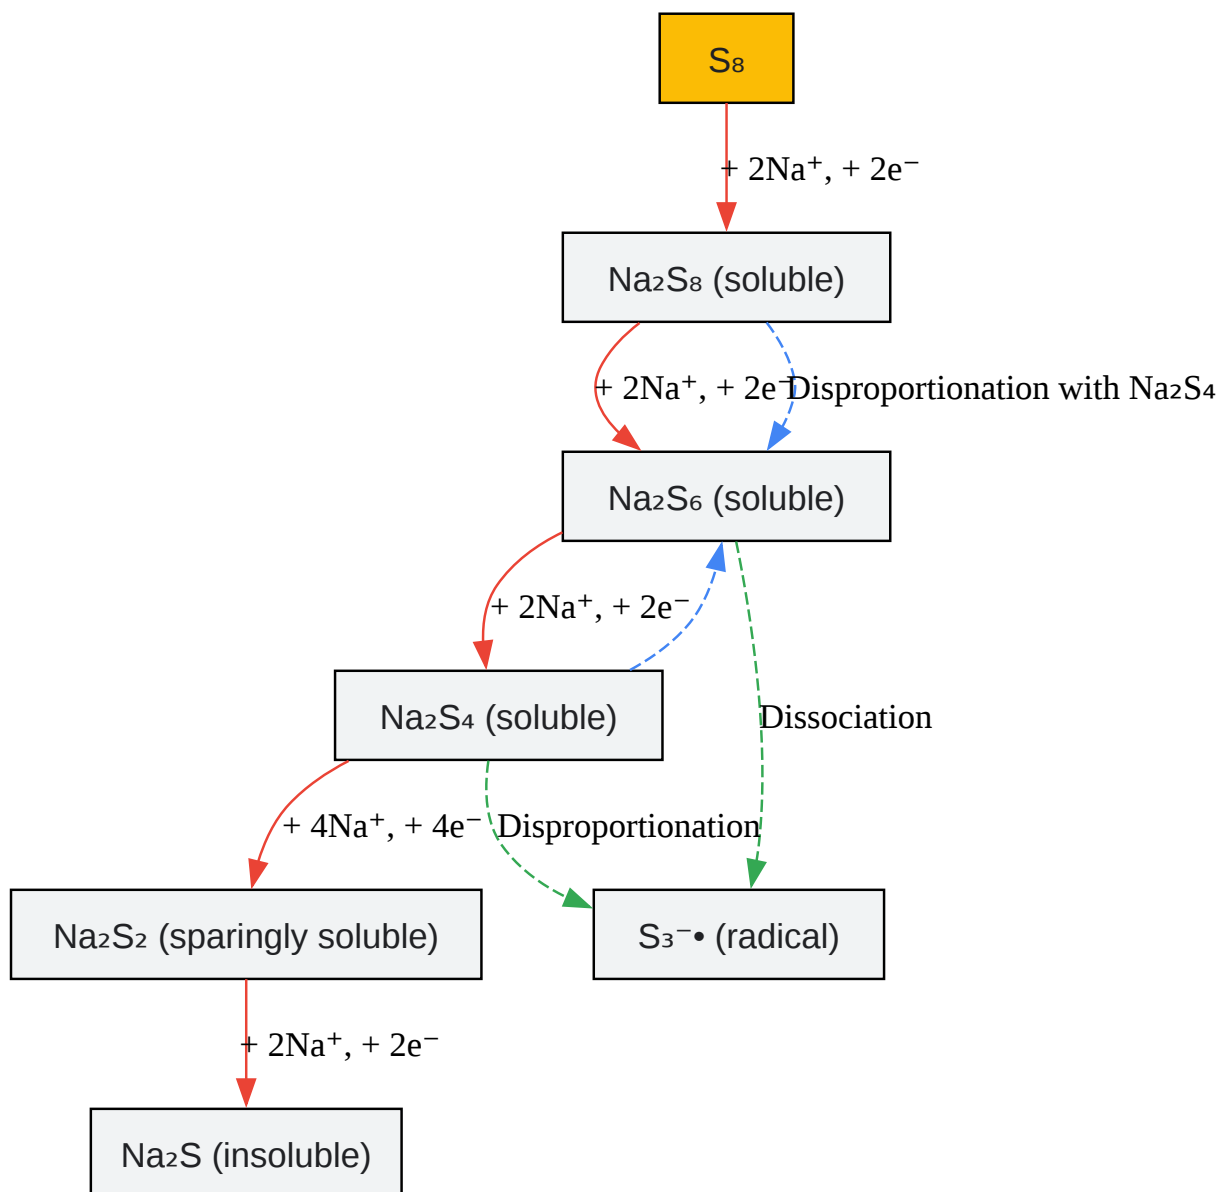 S₈
+ 2Na⁺, + 2e⁻
Na₂S₈ (soluble)
+ 2Na⁺, + 2e⁻
Disproportionation with Na₂S₄
Na₂S₆ (soluble)
+ 2Na⁺, + 2e⁻
Na₂S₄ (soluble)
Dissociation
+ 4Na⁺, + 4e⁻
Disproportionation
Na₂S₂ (sparingly soluble)
S₃⁻• (radical)
+ 2Na⁺, + 2e⁻
Na₂S (insoluble)